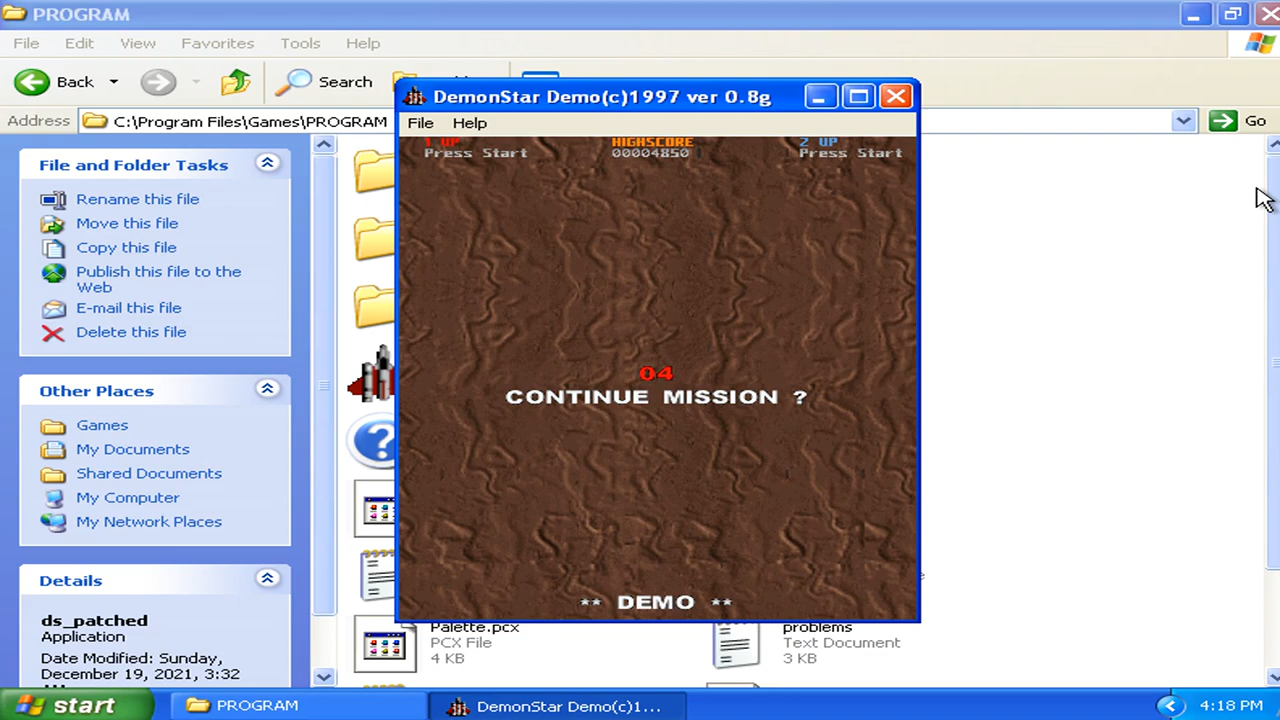 PROGRAM
File Edit View Favorites Tools Help
Back Search
Address C:\Program Files\Games\PROGRAM Go
File and Folder Tasks
Rename this file
Move this file
Copy this file
Publish this file to the
Web
E-mail this file
Delete this file
Other Places
Games
My Documents
Shared Documents
My Computer
My Network Places
Details
ds_patched
Application
Date Modified: Sunday,
December 19, 2021, 3:32
DemonStar Demo(c)1997 ver 0.8g
File Help
1 UP HIGHSCORE 2 UP
Press Start 00004850 Press Start
04
CONTINUE MISSION ?
** DEMO **
Palette.pcx
PCX File
4 KB
problems
Text Document
3 KB
start PROGRAM DemonStar Demo(c)1... 4:18 PM